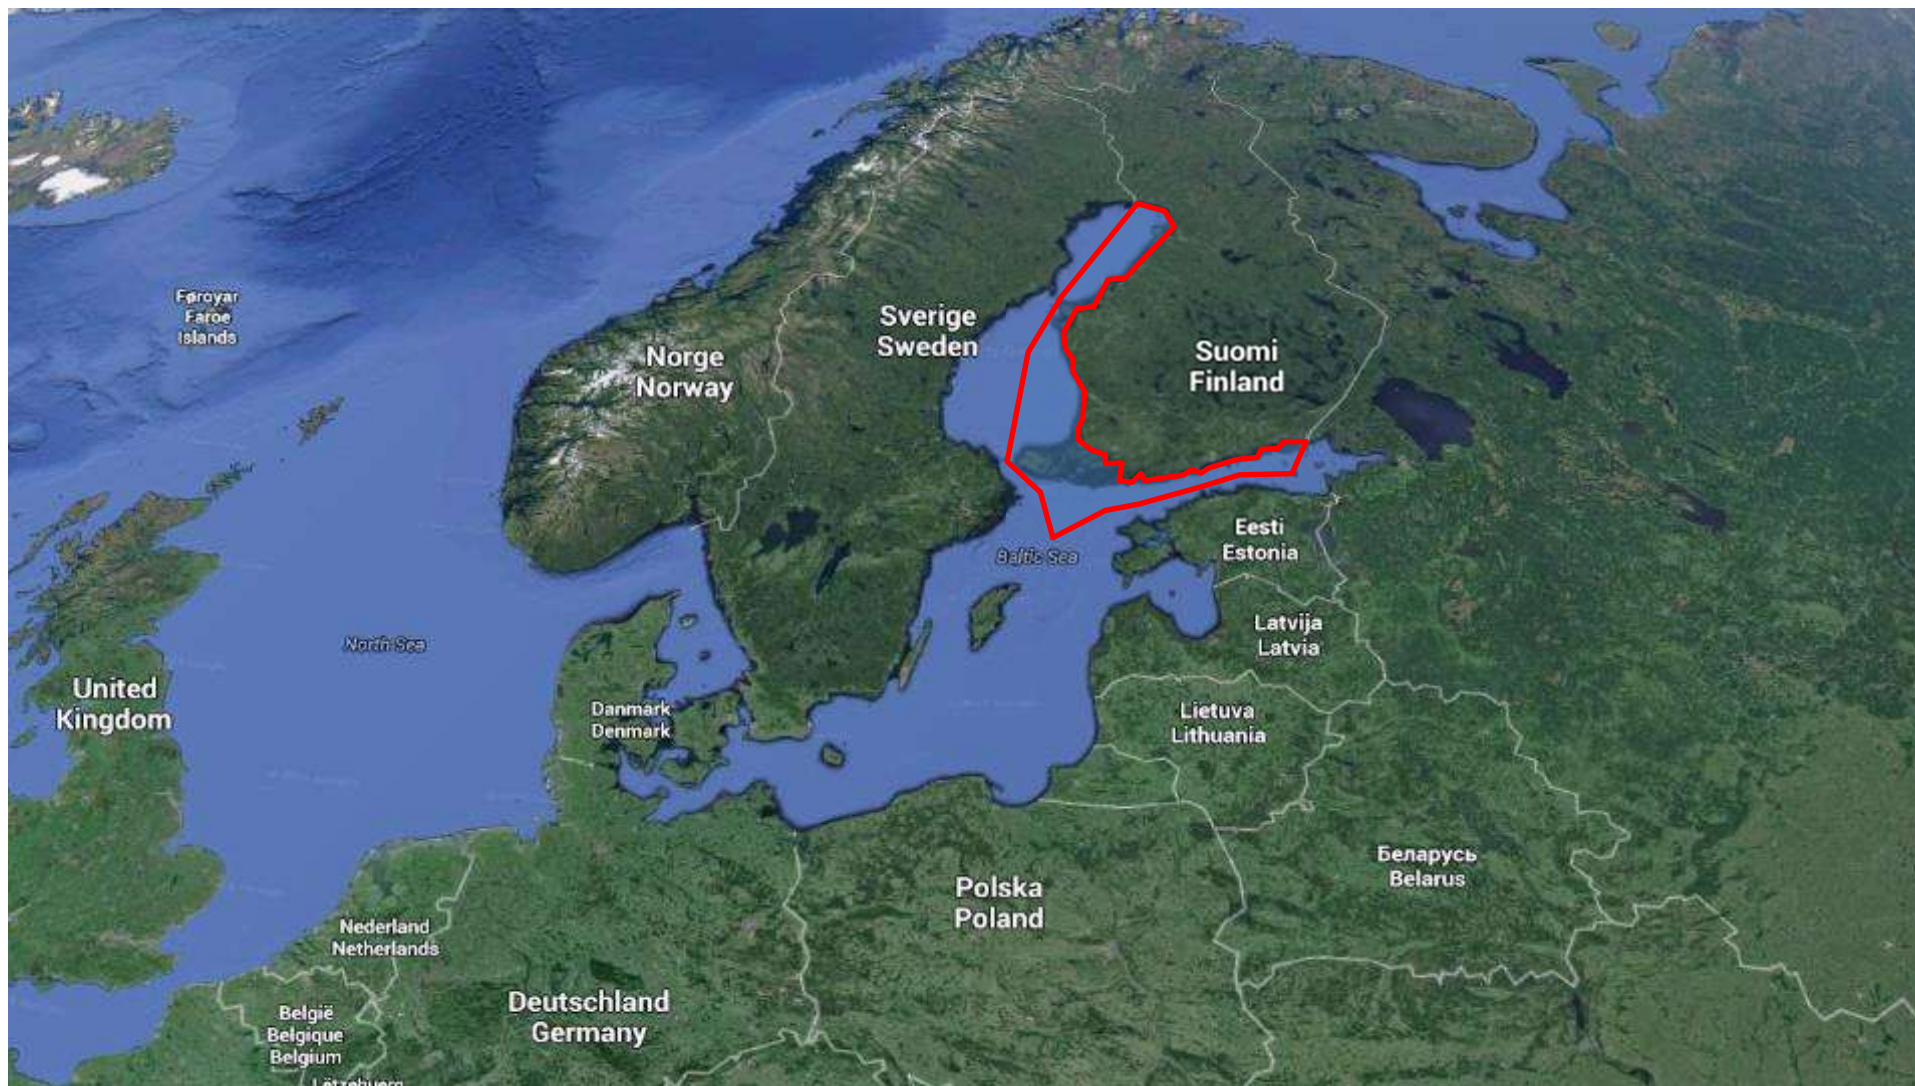 Føroyar
Faroe
Islands
Sverige
Sweden
Norge
Norway
Suomi
Finland
Eesti
Estonia
Baltic Sea
North Sea
Latvija
Latvia
United
Kingdom
Danmark
Denmark
Lietuva
Lithuania
Беларусь
Belarus
Polska
Poland
Nederland
Netherlands
Deutschland
Germany
België
Belgique
Belgium